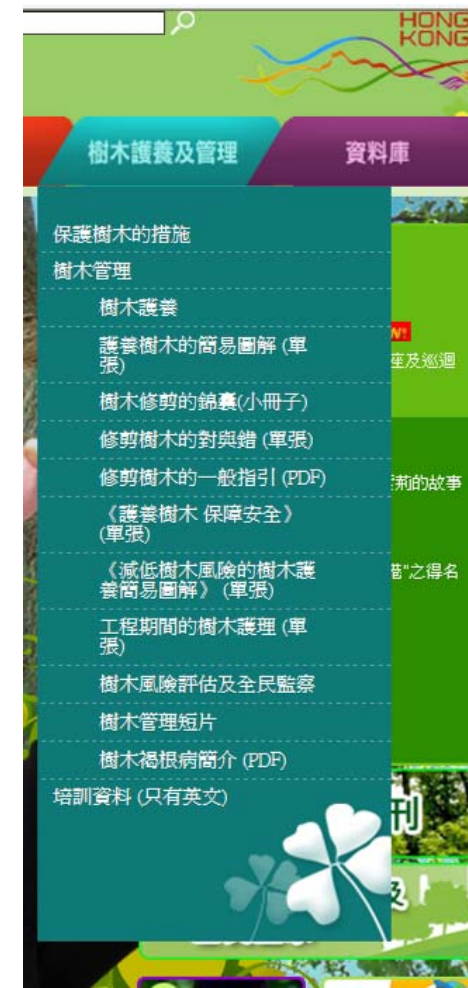 HONG
KONG
樹木護養及管理
資料庫
保護樹木的措施
樹木管理
樹木護養
護養樹木的簡易圖解 (單
張)
樹木修剪的錦囊(小冊子)
修剪樹木的對與錯 (單張)
修剪樹木的一般指引 (PDF)
《護養樹木 保障安全》
(單張)
《減低樹木風險的樹木護
養簡易圖解》 (單張)
工程期間的樹木護理 (單
張)
樹木風險評估及全民監察
樹木管理短片
樹木褐根病簡介 (PDF)
培訓資料 (只有英文)
座及巡迴
莉的故事
"之得名
刊
及